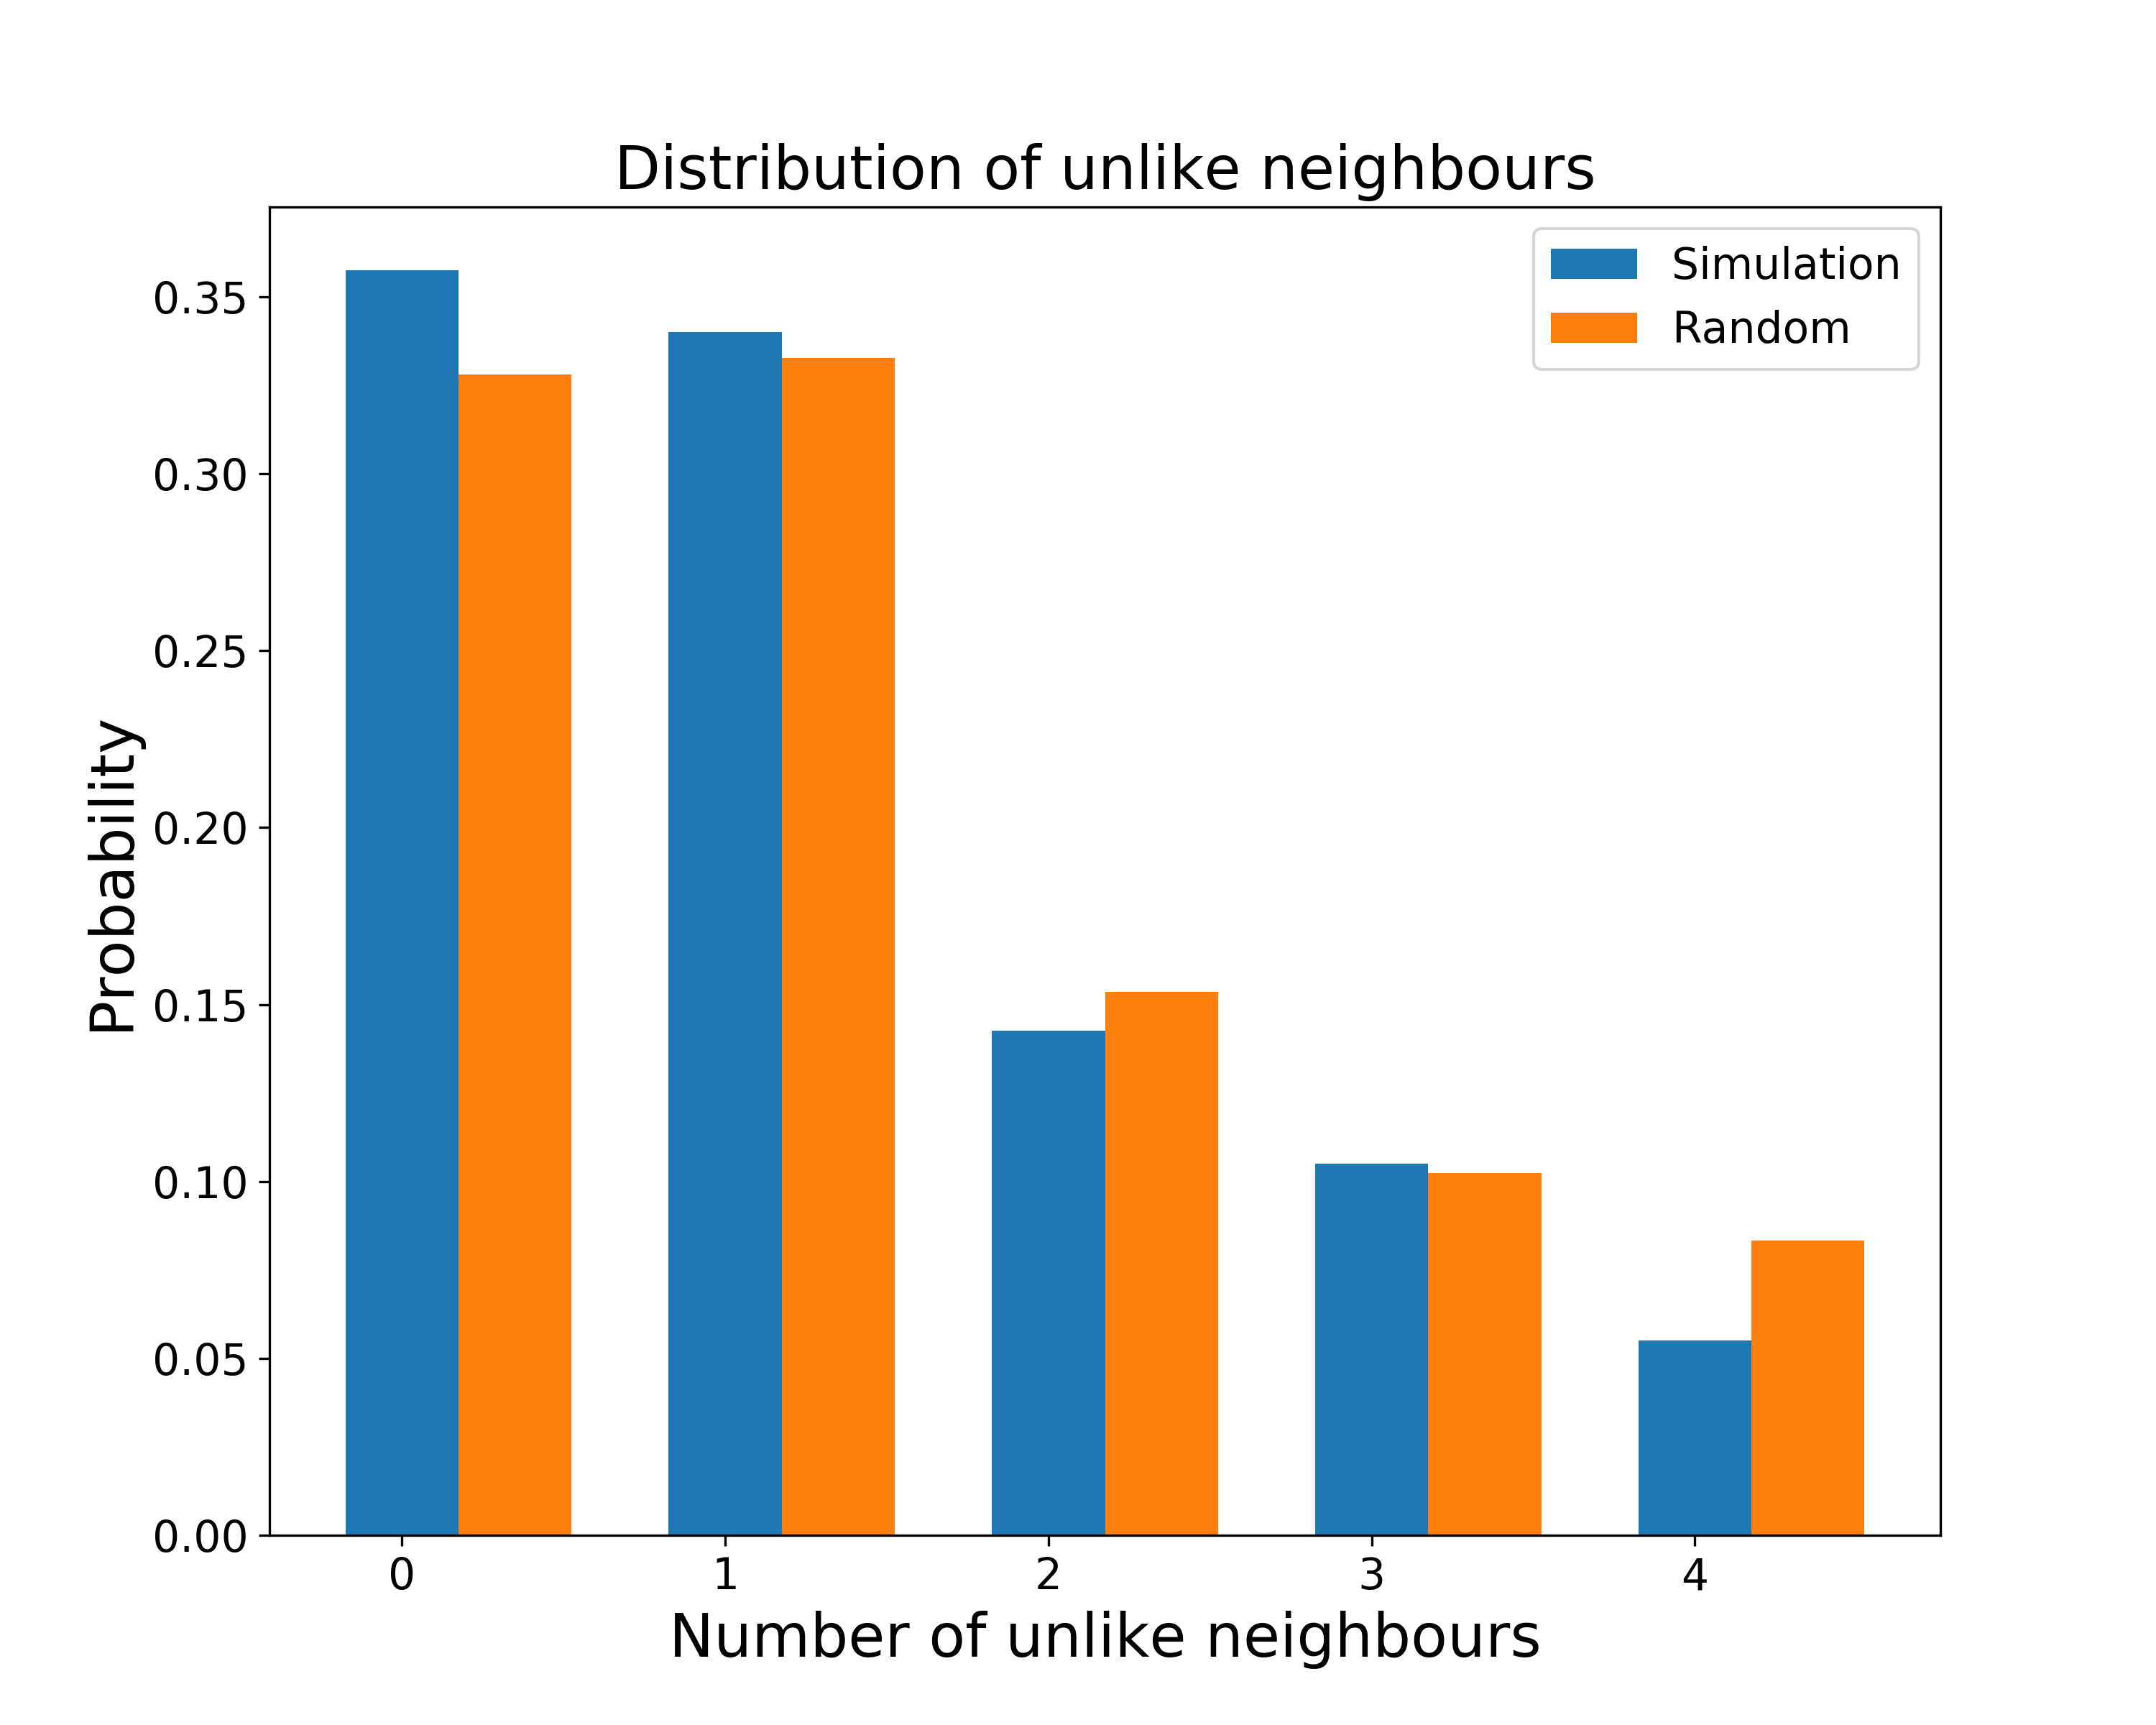 Distribution of unlike neighbours
Simulation
Random
Probability
0.35
0.30
0.25
0.20
0.15
0.10
0.05
0.00
0 1 2 3 4
Number of unlike neighbours